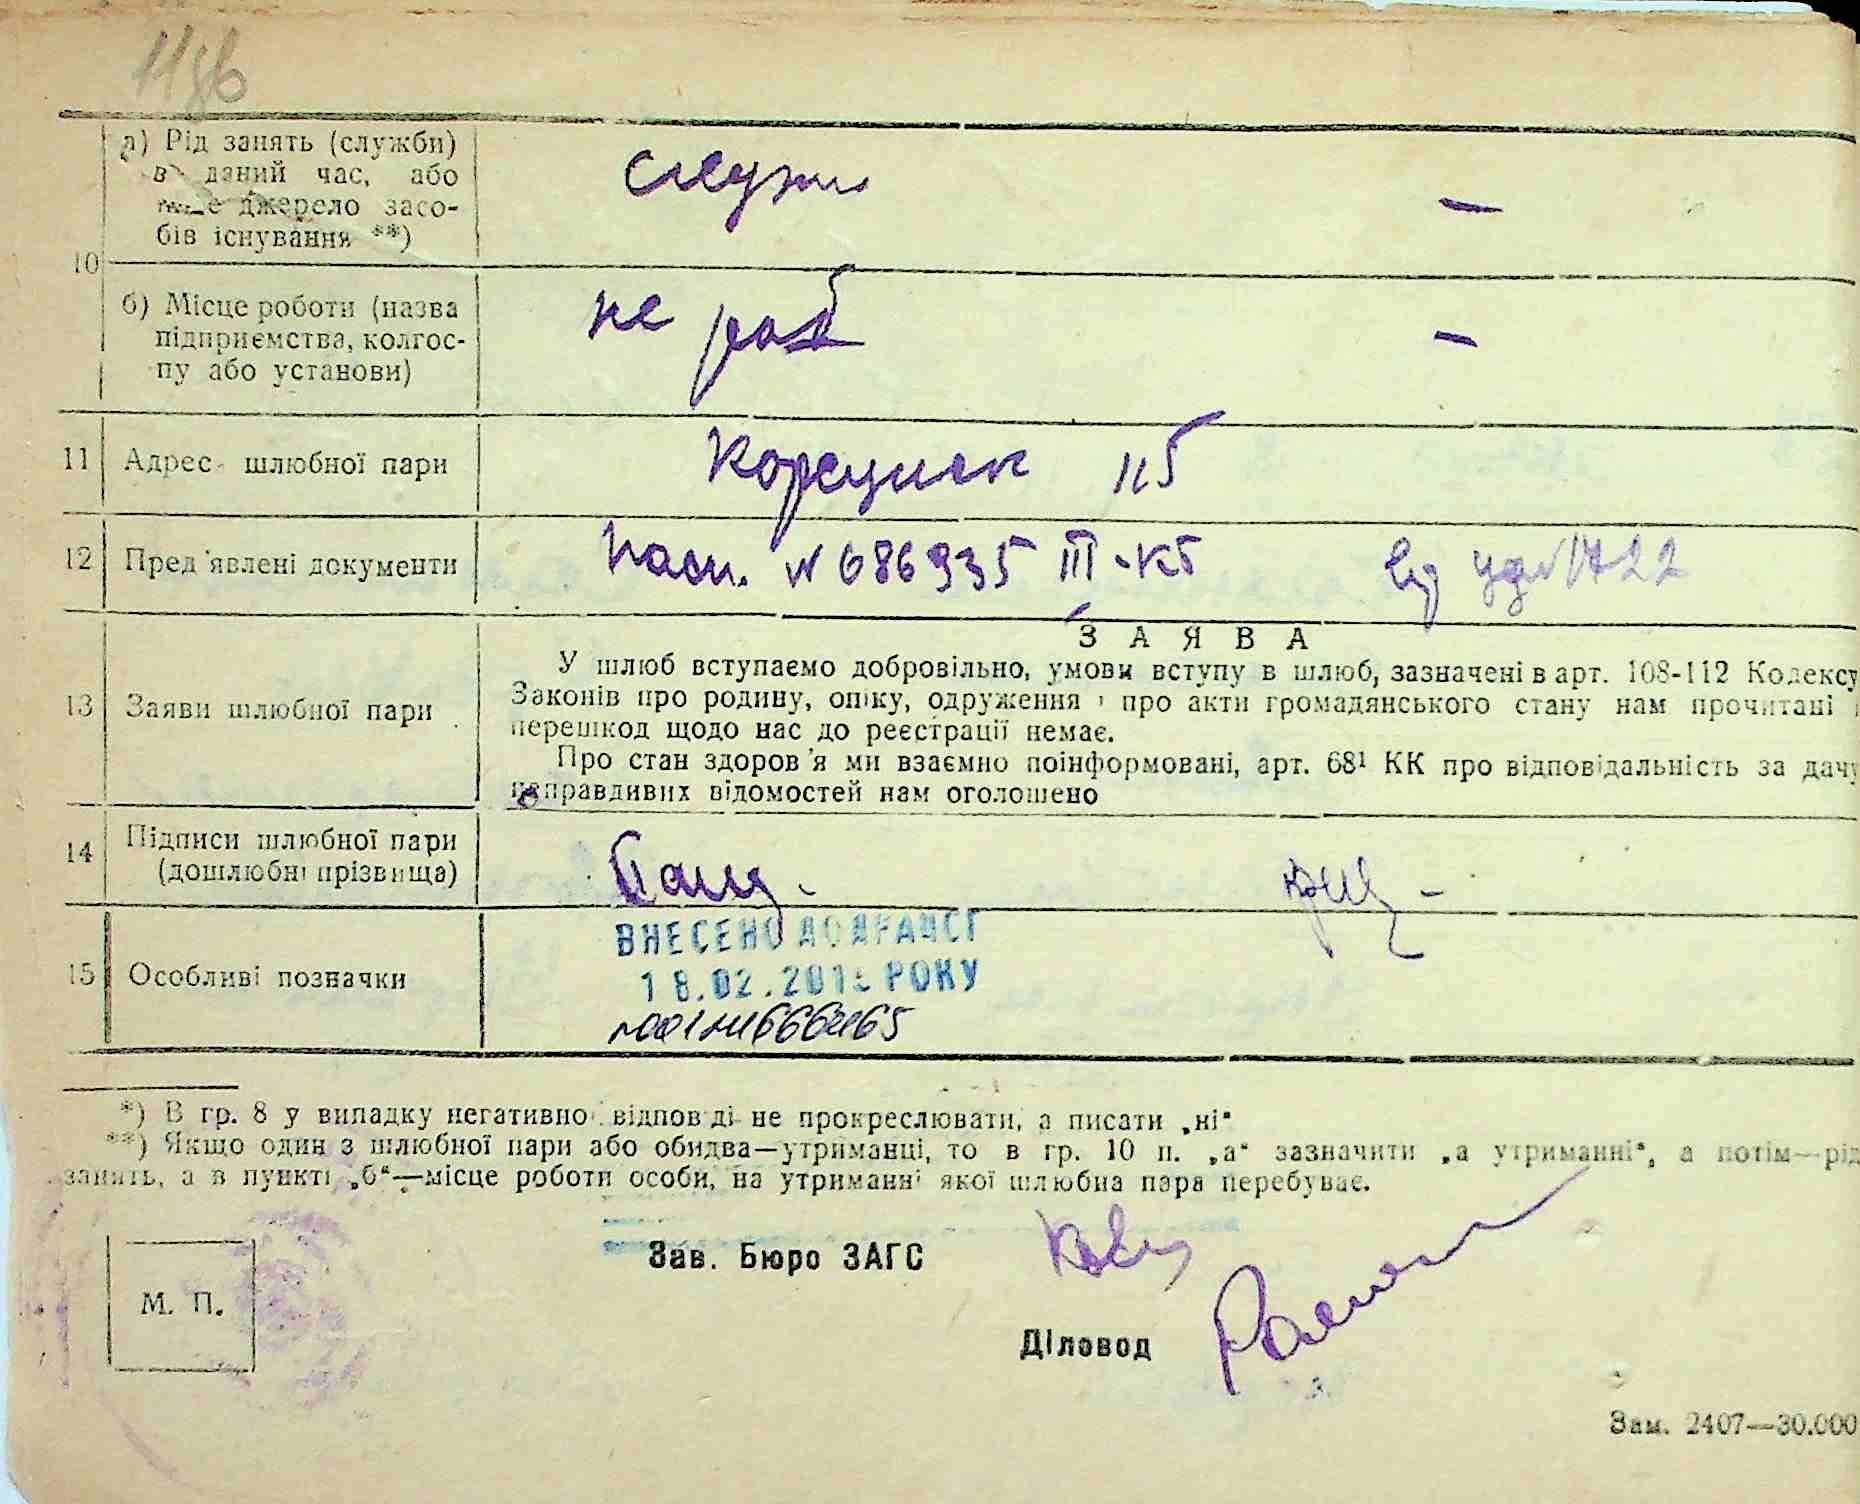 а) Рід занять (служби)
в даний час, або
інше джерело засо-
бів існування **)
служ
—
10
б) Місце роботи (назва
підприємства, колгос-
пу або установи)
не раб
—
11 Адрес шлюбної пари
12 Пред'явлені документи
Пасп. № 686935 III-КБ
1722
13 Заяви шлюбної пари
ЗАЯВА
У шлюб вступаємо добровільно, умови вступу в шлюб, зазначені в арт. 108-112 Кодексу
Законів про родину, опіку, одруження і про акти громадянського стану нам прочитані і
перешкод щодо нас до реєстрації немає.
Про стан здоров'я ми взаємно поінформовані, арт. 68¹ КК про відповідальність за дачу
неправдивих відомостей нам оголошено
14 Підписи шлюбної пари
(дошлюбні прізвища)
15 Особливі позначки
ВНЕСЕНО ДО ДРАЦСГ
18.02. РОКУ
*) В гр. 8 у випадку негативної відповіді не прокреслювати, а писати „ні“
**) Якщо один з шлюбної пари або обидва—утриманці, то в гр. 10 п. „а“ зазначити „а утриманні“, а потім—рід
занять, а в пункті „б“—місце роботи особи, на утриманні якої шлюбна пара перебуває.
Зав. Бюро ЗАГС
М. П.
Діловод
Зам. 2407—30.000